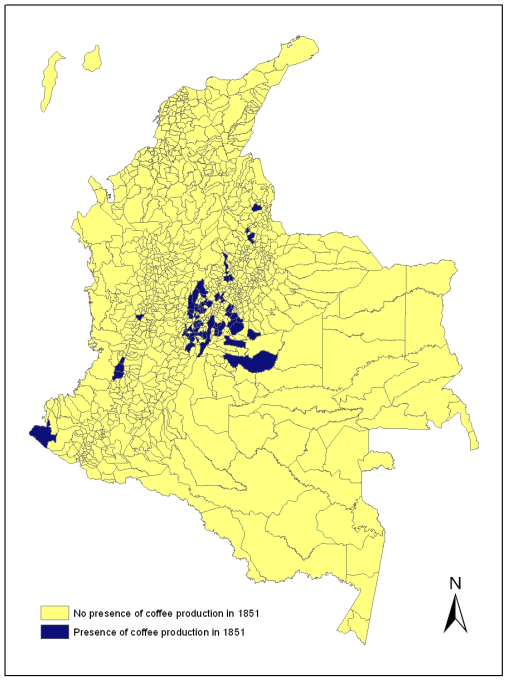 N
No presence of coffee production in 1851
Presence of coffee production in 1851